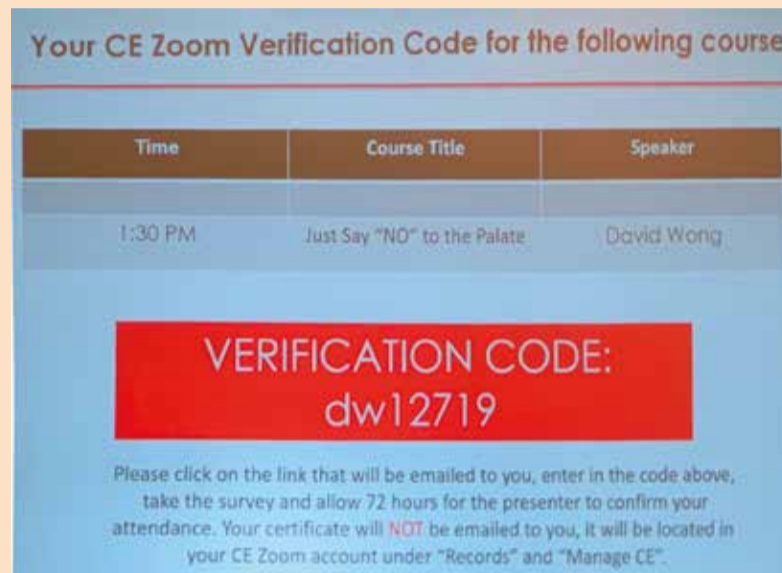 Your CE Zoom Verification Code for the following course
Time Course Title Speaker
1:30 PM Just Say "NO" to the Palate David Wong
VERIFICATION CODE:
dw12719
Please click on the link that will be emailed to you, enter in the code above,
take the survey and allow 72 hours for the presenter to confirm your
attendance. Your certificate will NOT be emailed to you, it will be located in
your CE Zoom account under "Records" and "Manage CE".